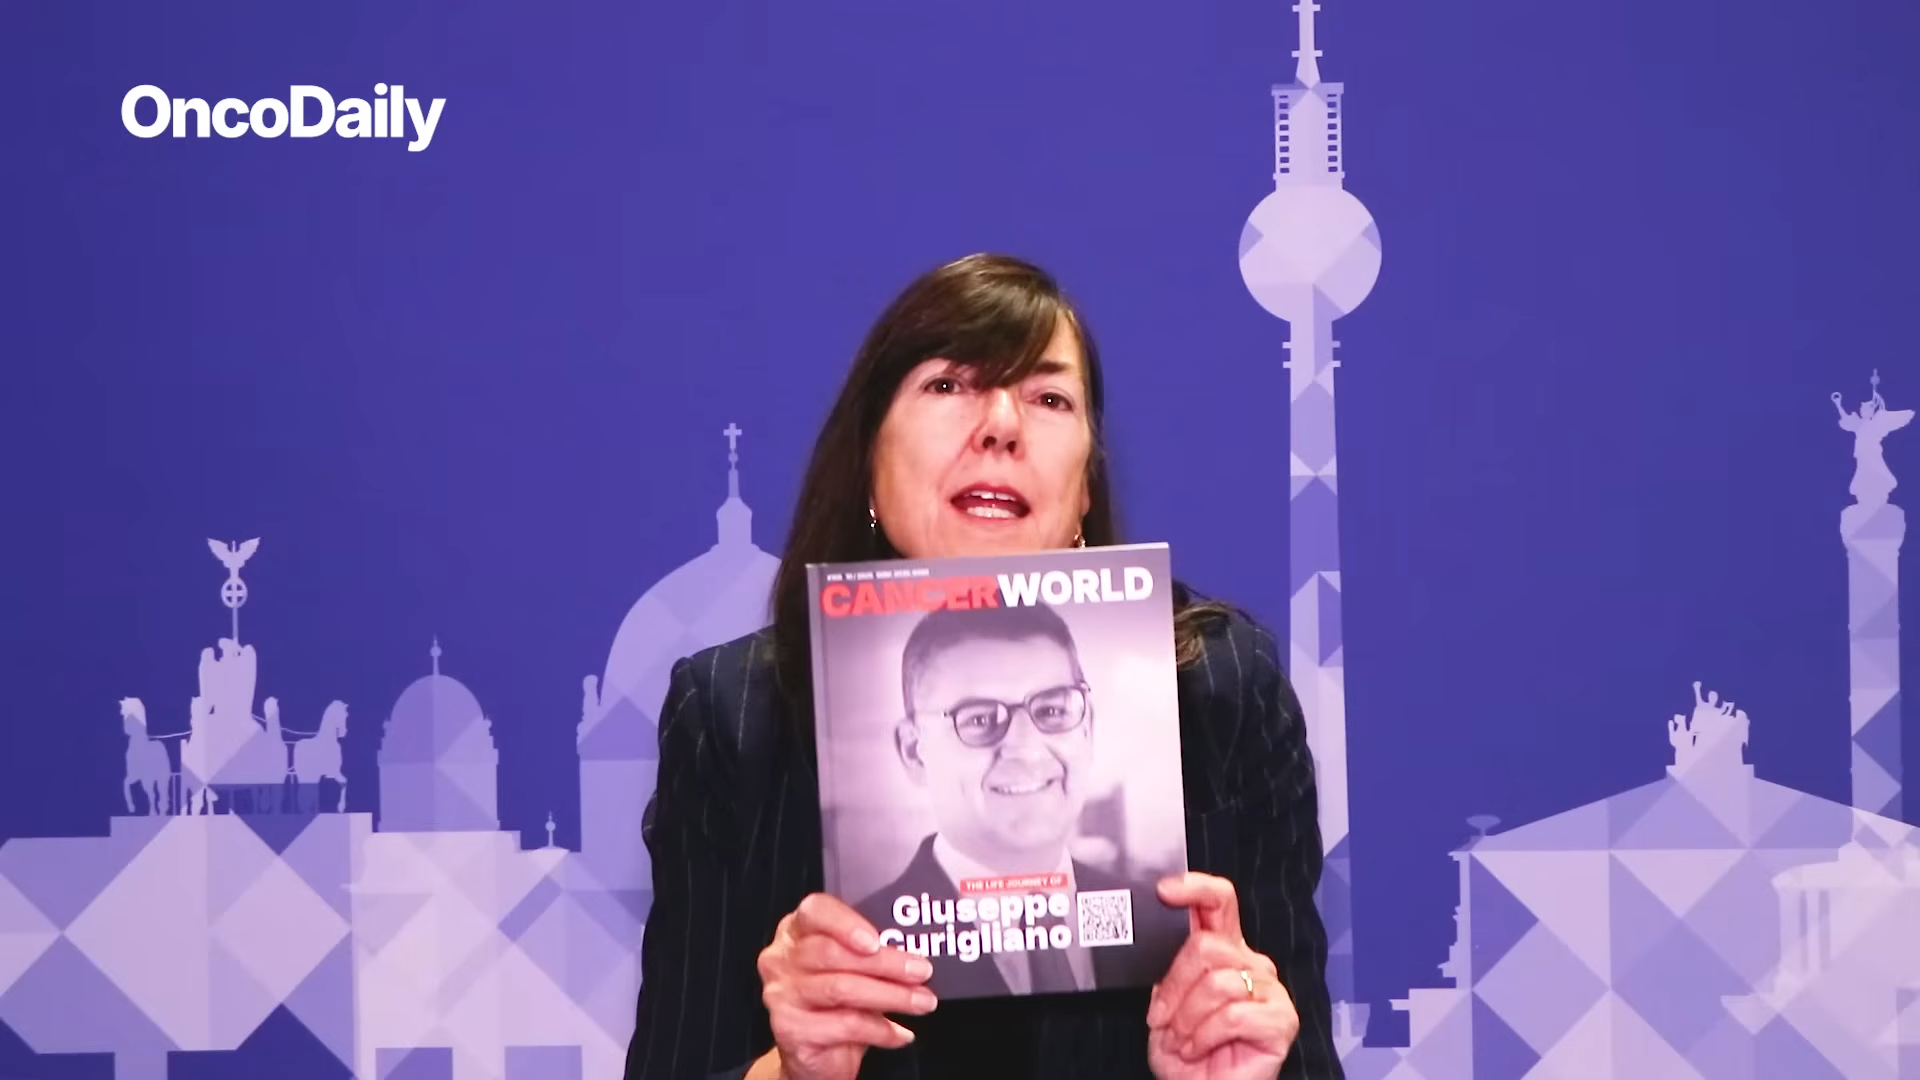 OncoDaily
CANCERWORLD
THE LIFE JOURNEY OF
Giuseppe
Curigliano